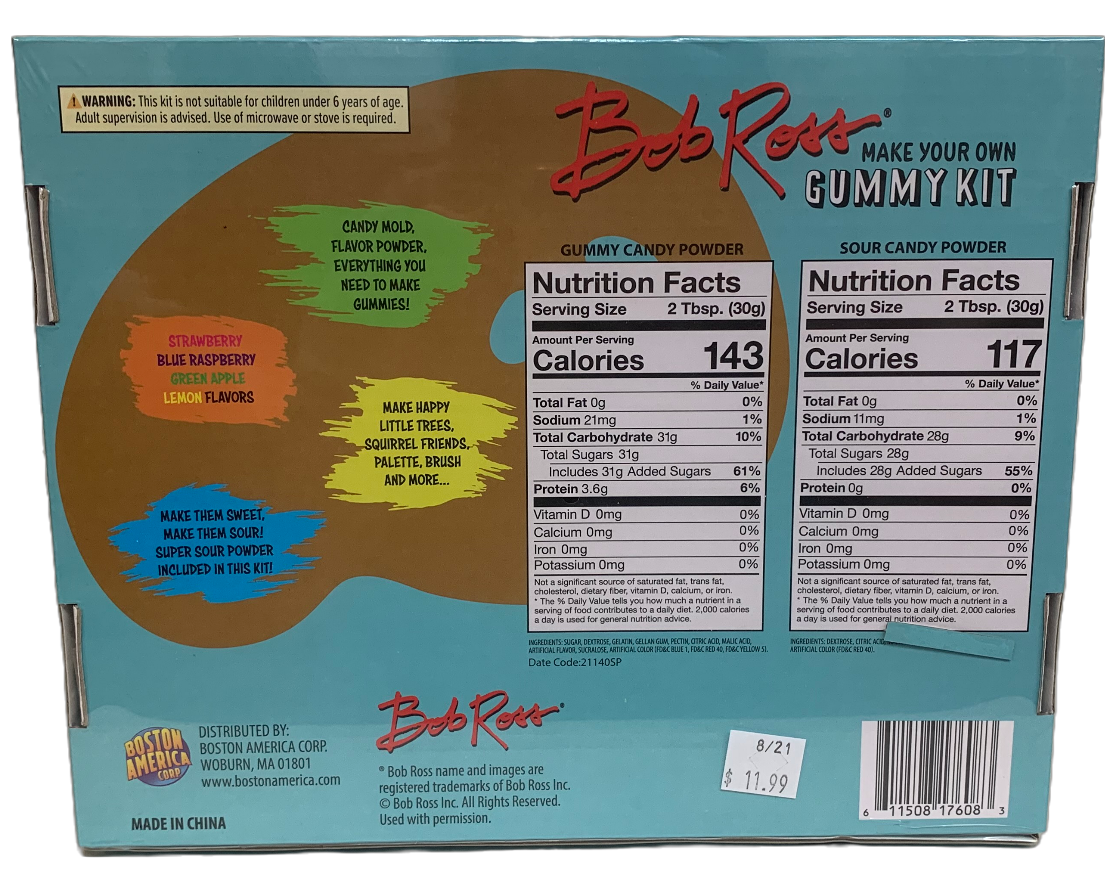 ⚠ WARNING: This kit is not suitable for children under 6 years of age.
Adult supervision is advised. Use of microwave or stove is required.
Bob Ross®
MAKE YOUR OWN
GUMMY KIT
CANDY MOLD,
FLAVOR POWDER,
EVERYTHING YOU
NEED TO MAKE
GUMMIES!
STRAWBERRY
BLUE RASPBERRY
GREEN APPLE
LEMON FLAVORS
MAKE HAPPY
LITTLE TREES,
SQUIRREL FRIENDS,
PALETTE, BRUSH
AND MORE...
MAKE THEM SWEET,
MAKE THEM SOUR!
SUPER SOUR POWDER
INCLUDED IN THIS KIT!
GUMMY CANDY POWDER
Nutrition Facts
Serving Size 2 Tbsp. (30g)
Amount Per Serving
Calories 143
% Daily Value*
Total Fat 0g 0%
Sodium 21mg 1%
Total Carbohydrate 31g 10%
Total Sugars 31g
Includes 31g Added Sugars 61%
Protein 3.6g 6%
Vitamin D 0mg 0%
Calcium 0mg 0%
Iron 0mg 0%
Potassium 0mg 0%
Not a significant source of saturated fat, trans fat,
cholesterol, dietary fiber, vitamin D, calcium, or iron.
* The % Daily Value tells you how much a nutrient in a
serving of food contributes to a daily diet. 2,000 calories
a day is used for general nutrition advice.
INGREDIENTS: SUGAR, DEXTROSE, GELATIN, GELLAN GUM, PECTIN, CITRIC ACID, MALIC ACID,
ARTIFICIAL FLAVOR, SUCRALOSE, ARTIFICIAL COLOR (FD&C BLUE 1, FD&C RED 40, FD&C YELLOW 5).
Date Code:21140SP
SOUR CANDY POWDER
Nutrition Facts
Serving Size 2 Tbsp. (30g)
Amount Per Serving
Calories 117
% Daily Value*
Total Fat 0g 0%
Sodium 11mg 1%
Total Carbohydrate 28g 9%
Total Sugars 28g
Includes 28g Added Sugars 55%
Protein 0g 0%
Vitamin D 0mg 0%
Calcium 0mg 0%
Iron 0mg 0%
Potassium 0mg 0%
Not a significant source of saturated fat, trans fat,
cholesterol, dietary fiber, vitamin D, calcium, or iron.
* The % Daily Value tells you how much a nutrient in a
serving of food contributes to a daily diet. 2,000 calories
a day is used for general nutrition advice.
INGREDIENTS: DEXTROSE, CITRIC
ARTIFICIAL COLOR (FD&C RED 40).
BOSTON
AMERICA
CORP
DISTRIBUTED BY:
BOSTON AMERICA CORP.
WOBURN, MA 01801
www.bostonamerica.com
MADE IN CHINA
Bob Ross®
® Bob Ross name and images are
registered trademarks of Bob Ross Inc.
© Bob Ross Inc. All Rights Reserved.
Used with permission.
8/21
$ 11.99
6 11508 17608 3